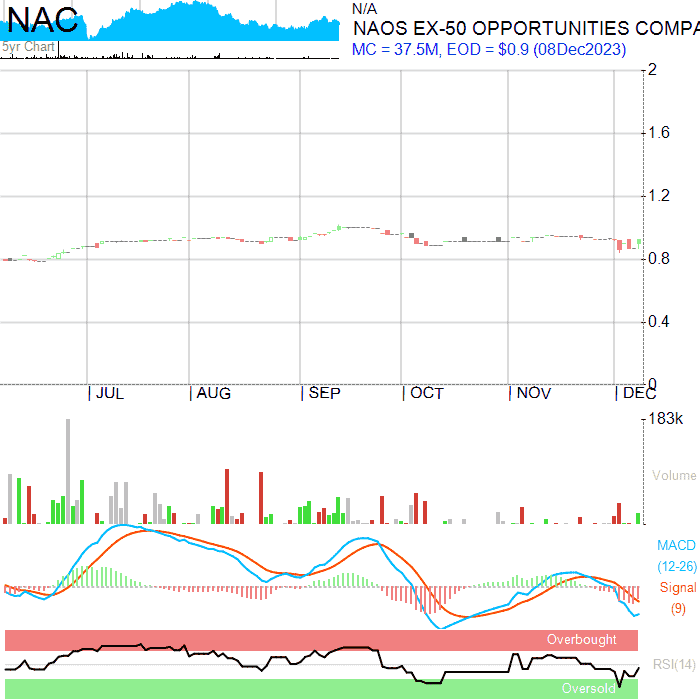 NAC
5yr Chart
N/A
NAOS EX-50 OPPORTUNITIES COMPA
MC = 37.5M, EOD = $0.9 (08Dec2023)
2
1.6
1.2
0.8
0.4
0
JUL AUG SEP OCT NOV DEC
183k
Volume
MACD
(12-26)
Signal
(9)
Overbought
RSI(14)
Oversold